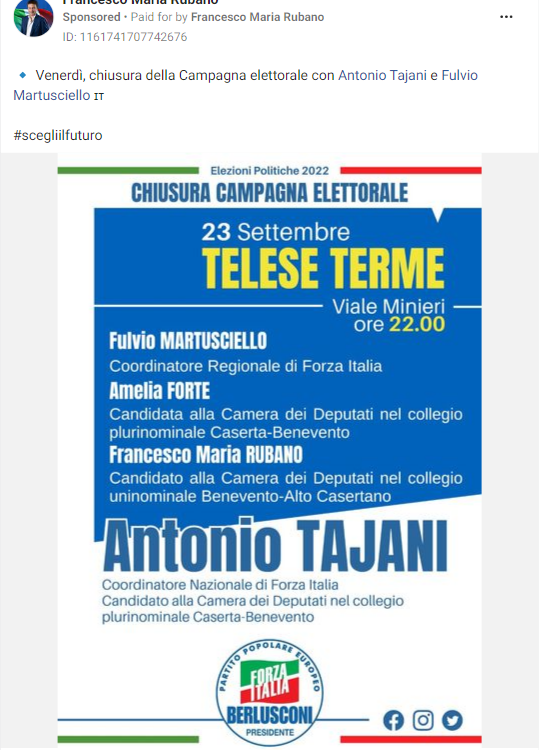 Francesco Maria Rubano
Sponsored • Paid for by Francesco Maria Rubano
ID: 1161741707742676
Venerdì, chiusura della Campagna elettorale con Antonio Tajani e Fulvio
Martusciello IT
#scegliilfuturo
Elezioni Politiche 2022
CHIUSURA CAMPAGNA ELETTORALE
23 Settembre
TELESE TERME
Viale Minieri
ore 22.00
Fulvio MARTUSCIELLO
Coordinatore Regionale di Forza Italia
Amelia FORTE
Candidata alla Camera dei Deputati nel collegio
plurinominale Caserta-Benevento
Francesco Maria RUBANO
Candidato alla Camera dei Deputati nel collegio
uninominale Benevento-Alto Casertano
Antonio TAJANI
Coordinatore Nazionale di Forza Italia
Candidato alla Camera dei Deputati nel collegio
plurinominale Caserta-Benevento
PARTITO POPOLARE EUROPEO
FORZA
ITALIA
BERLUSCONI
PRESIDENTE